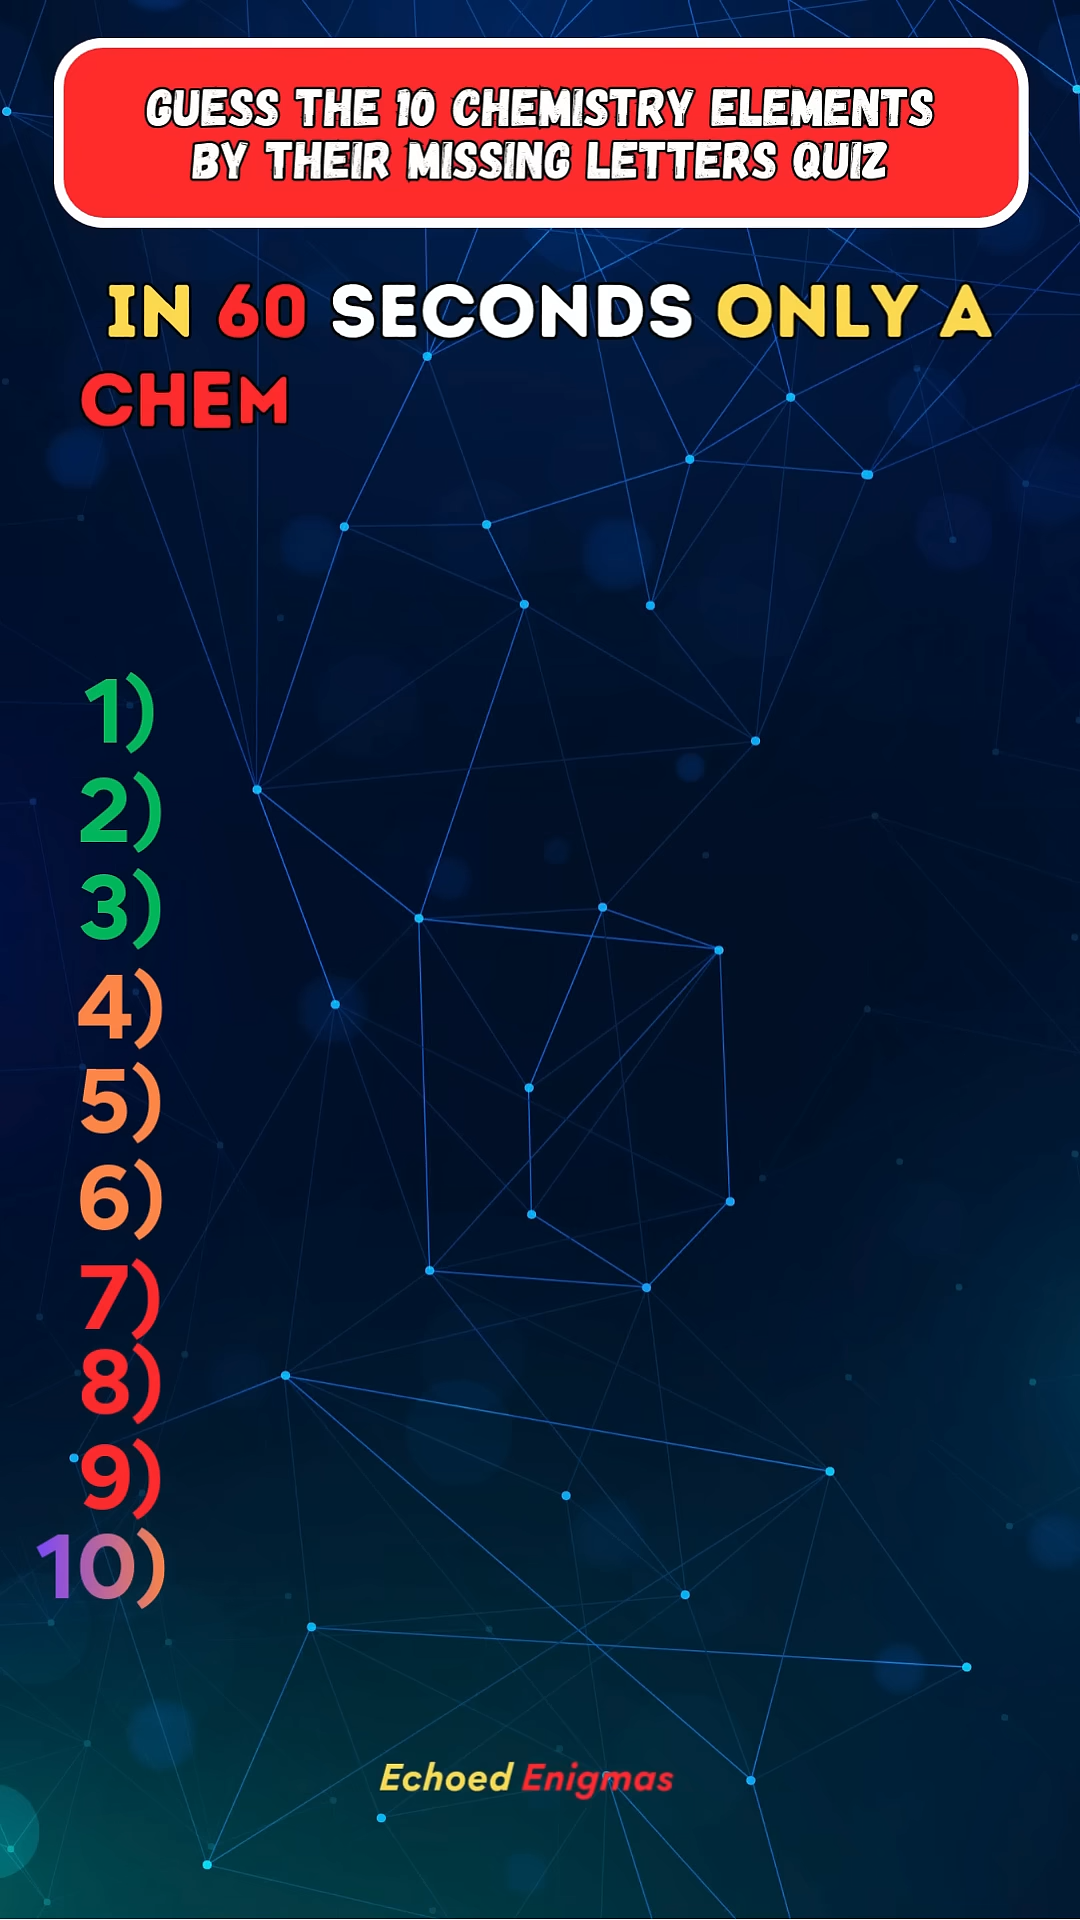 GUESS THE 10 CHEMISTRY ELEMENTS
BY THEIR MISSING LETTERS QUIZ
IN 60 SECONDS ONLY A
CHEM
1)
2)
3)
4)
5)
6)
7)
8)
9)
10)
Echoed Enigmas